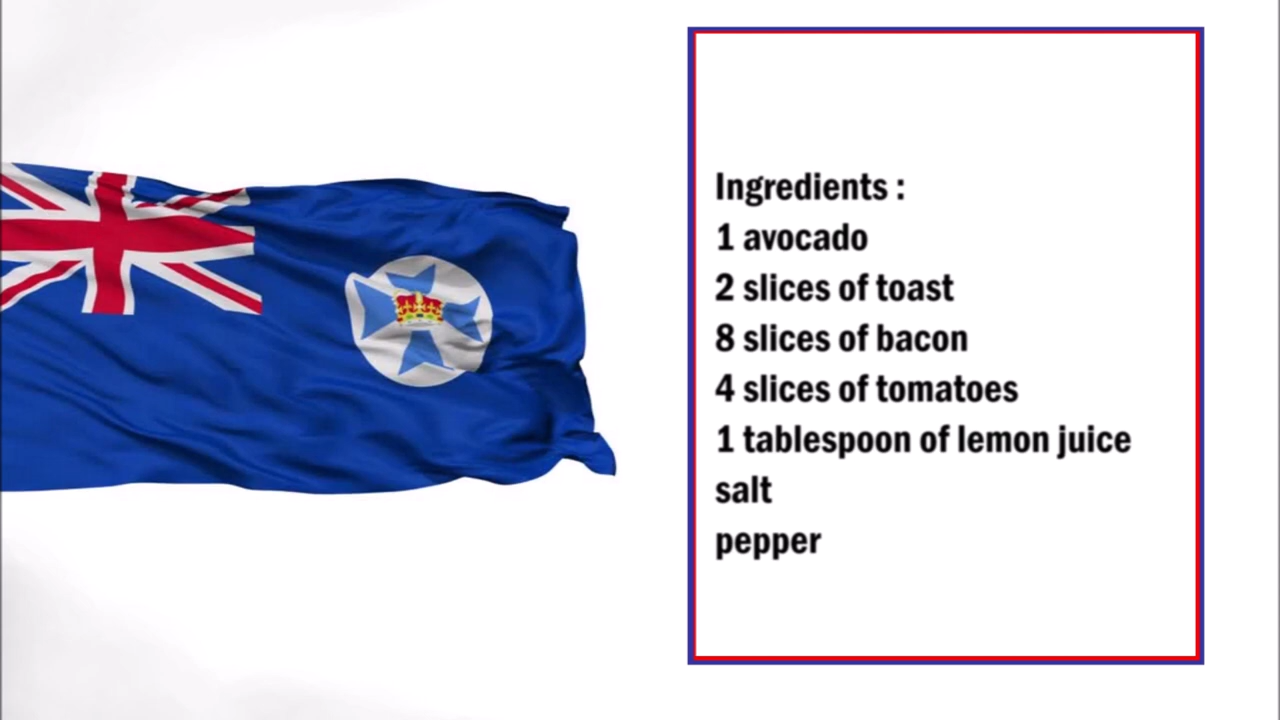 Ingredients :
1 avocado
2 slices of toast
8 slices of bacon
4 slices of tomatoes
1 tablespoon of lemon juice
salt
pepper